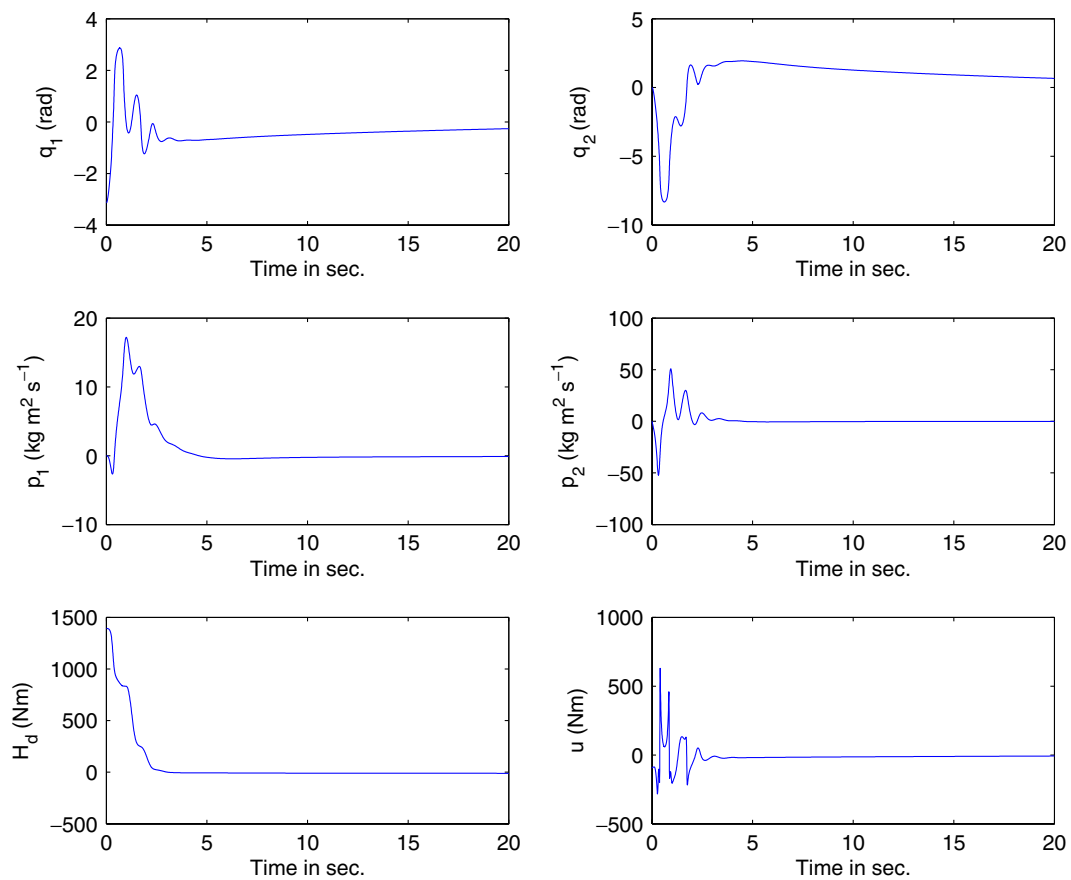 4
2
0
−2
−4
q1 (rad)
0 5 10 15 20
Time in sec.
5
0
−5
−10
q2 (rad)
0 5 10 15 20
Time in sec.
20
10
0
−10
p1 (kg m2 s−1)
0 5 10 15 20
Time in sec.
100
50
0
−50
−100
p2 (kg m2 s−1)
0 5 10 15 20
Time in sec.
1500
1000
500
0
−500
Hd (Nm)
0 5 10 15 20
Time in sec.
1000
500
0
−500
u (Nm)
0 5 10 15 20
Time in sec.